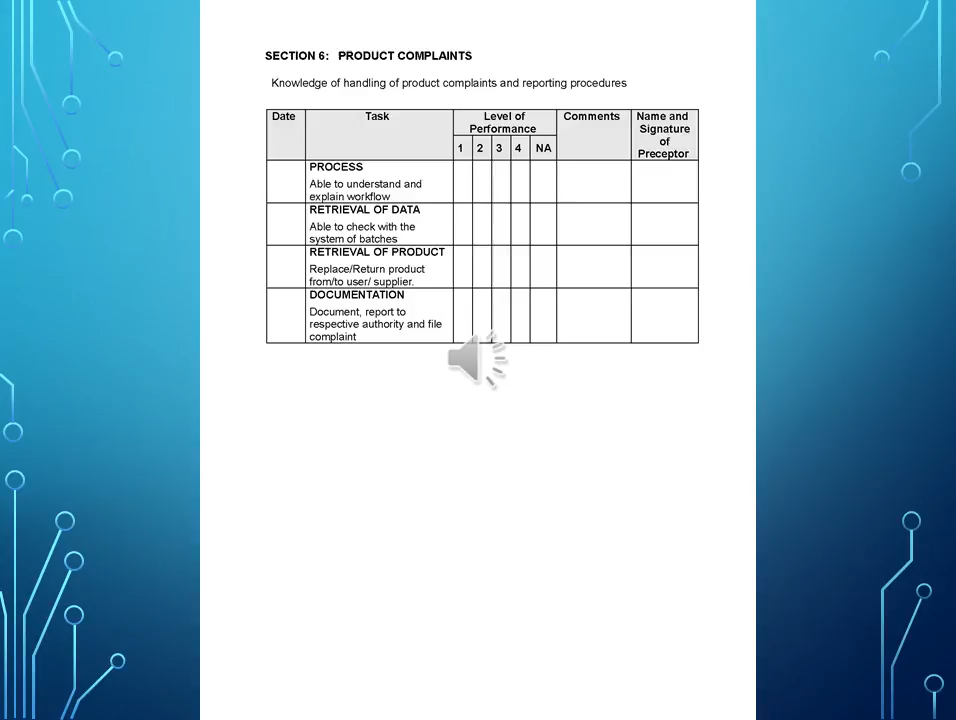 SECTION 6: PRODUCT COMPLAINTS
Knowledge of handling of product complaints and reporting procedures
Date Task Level of Performance Comments Name and Signature of Preceptor
1 2 3 4 NA
PROCESS
Able to understand and
explain workflow
RETRIEVAL OF DATA
Able to check with the
system of batches
RETRIEVAL OF PRODUCT
Replace/Return product
from/to user/ supplier.
DOCUMENTATION
Document, report to
respective authority and file
complaint